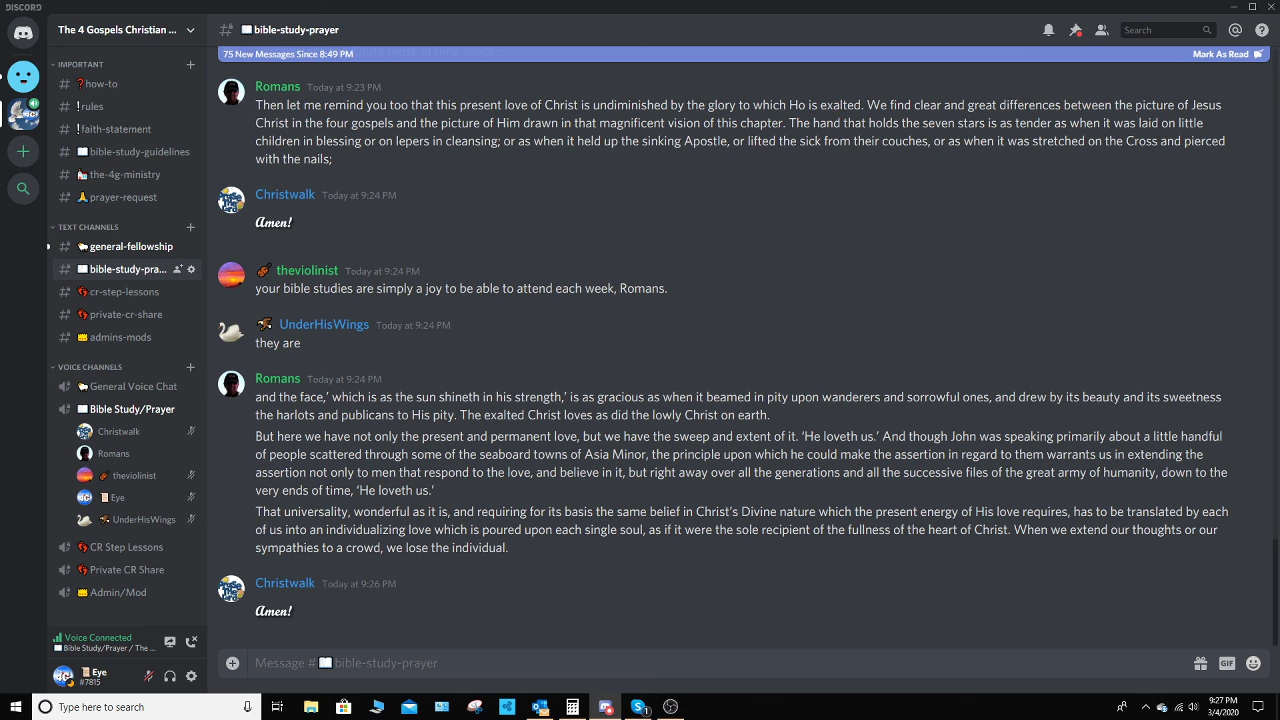 DISCORD
The 4 Gospels Christian ...
bible-study-prayer
Search
75 New Messages Since 8:49 PM
Mark As Read
IMPORTANT
how-to
rules
faith-statement
bible-study-guidelines
the-4g-ministry
prayer-request
TEXT CHANNELS
general-fellowship
bible-study-pra...
cr-step-lessons
private-cr-share
admins-mods
VOICE CHANNELS
General Voice Chat
Bible Study/Prayer
Christwalk
Romans
theviolinist
Eye
UnderHisWings
CR Step Lessons
Private CR Share
Admin/Mod
Voice Connected
Bible Study/Prayer / The ...
Eye
#7815
Romans Today at 9:23 PM
Then let me remind you too that this present love of Christ is undiminished by the glory to which Ho is exalted. We find clear and great differences between the picture of Jesus
Christ in the four gospels and the picture of Him drawn in that magnificent vision of this chapter. The hand that holds the seven stars is as tender as when it was laid on little
children in blessing or on lepers in cleansing; or as when it held up the sinking Apostle, or lifted the sick from their couches, or as when it was stretched on the Cross and pierced
with the nails;
Christwalk Today at 9:24 PM
Amen!
theviolinist Today at 9:24 PM
your bible studies are simply a joy to be able to attend each week, Romans.
UnderHisWings Today at 9:24 PM
they are
Romans Today at 9:24 PM
and the face,' which is as the sun shineth in his strength,' is as gracious as when it beamed in pity upon wanderers and sorrowful ones, and drew by its beauty and its sweetness
the harlots and publicans to His pity. The exalted Christ loves as did the lowly Christ on earth.
But here we have not only the present and permanent love, but we have the sweep and extent of it. ‘He loveth us.’ And though John was speaking primarily about a little handful
of people scattered through some of the seaboard towns of Asia Minor, the principle upon which he could make the assertion in regard to them warrants us in extending the
assertion not only to men that respond to the love, and believe in it, but right away over all the generations and all the successive files of the great army of humanity, down to the
very ends of time, ‘He loveth us.’
That universality, wonderful as it is, and requiring for its basis the same belief in Christ’s Divine nature which the present energy of His love requires, has to be translated by each
of us into an individualizing love which is poured upon each single soul, as if it were the sole recipient of the fullness of the heart of Christ. When we extend our thoughts or our
sympathies to a crowd, we lose the individual.
Christwalk Today at 9:26 PM
Amen!
Message # bible-study-prayer
GIF
Type here to search
9:27 PM
3/4/2020